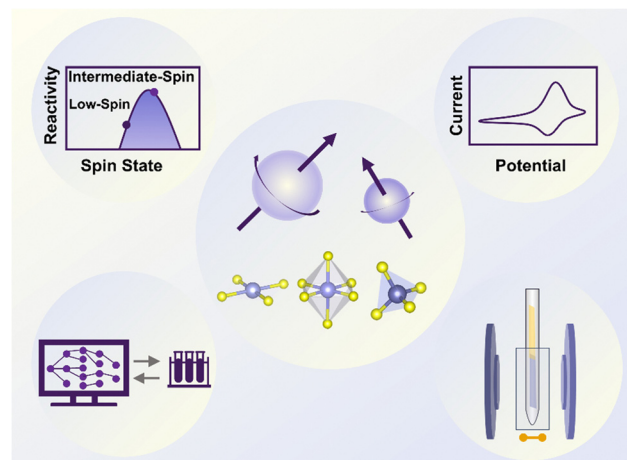 Reactivity
Intermediate-Spin
Low-Spin
Spin State
Current
Potential